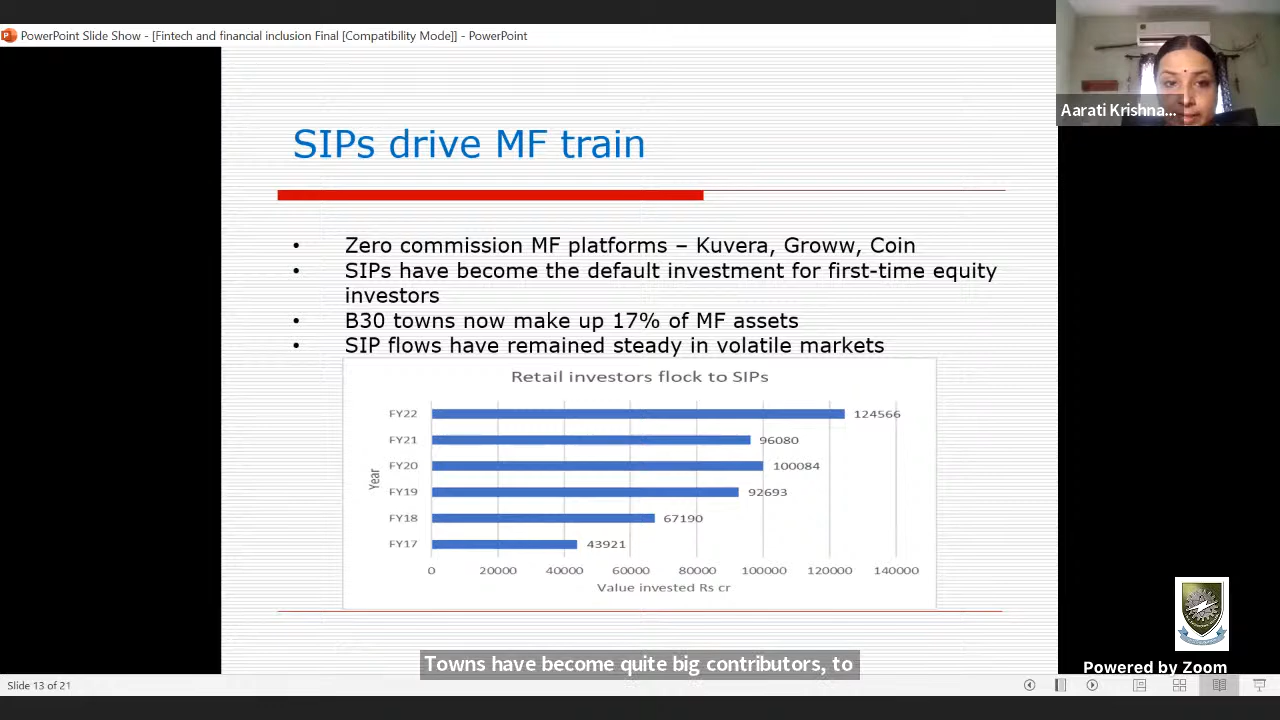 PowerPoint Slide Show - [Fintech and financial inclusion Final [Compatibility Mode]] - PowerPoint
Aarati Krishna...
SIPs drive MF train
• Zero commission MF platforms – Kuvera, Groww, Coin
• SIPs have become the default investment for first-time equity
investors
• B30 towns now make up 17% of MF assets
• SIP flows have remained steady in volatile markets
Retail investors flock to SIPs
Year
FY22 124566
FY21 96080
FY20 100084
FY19 92693
FY18 67190
FY17 43921
0 20000 40000 60000 80000 100000 120000 140000
Value invested Rs cr
Towns have become quite big contributors, to
Powered by Zoom
Slide 13 of 21